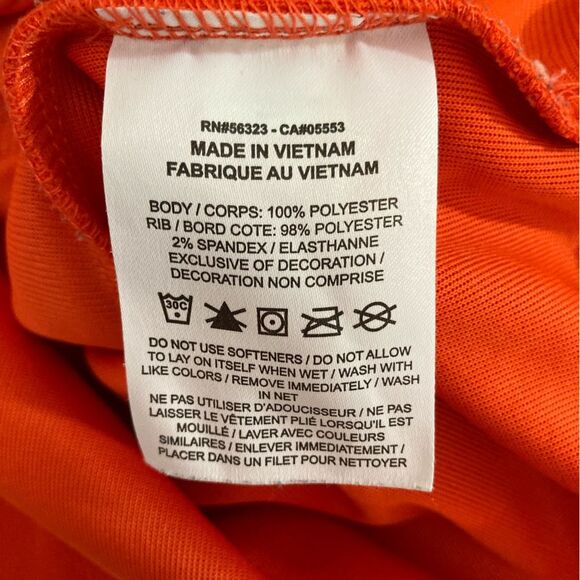 RN#56323 - CA#05553
MADE IN VIETNAM
FABRIQUE AU VIETNAM
BODY / CORPS: 100% POLYESTER
RIB / BORD COTE: 98% POLYESTER
2% SPANDEX / ELASTHANNE
EXCLUSIVE OF DECORATION /
DECORATION NON COMPRISE
30C
DO NOT USE SOFTENERS / DO NOT ALLOW
TO LAY ON ITSELF WHEN WET / WASH WITH
LIKE COLORS / REMOVE IMMEDIATELY / WASH
IN NET
NE PAS UTILISER D'ADOUCISEUR / NE PAS
LAISSER LE VÊTEMENT PLIÉ LORSQU'IL EST
MOUILLÉ / LAVER AVEC COULEURS
SIMILAIRES / ENLEVER IMMEDIATEMENT /
PLACER DANS UN FILET POUR NETTOYER